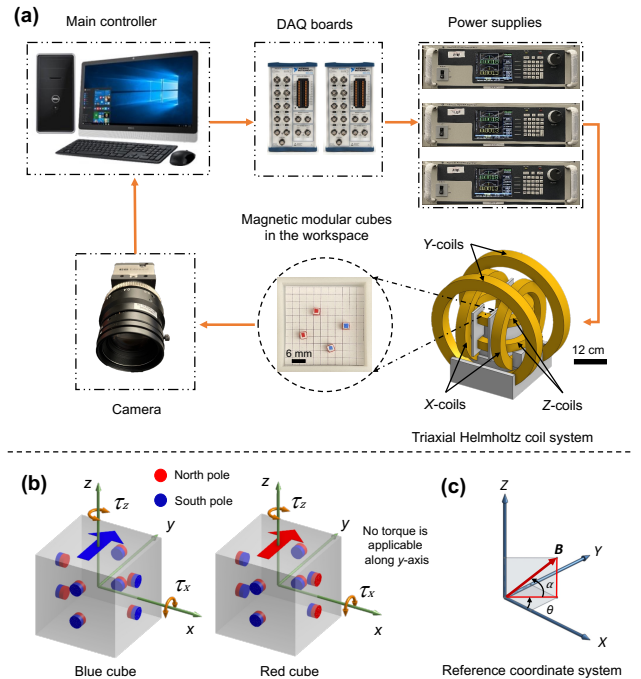 (a)
Main controller
DAQ boards
Power supplies
Magnetic modular cubes
in the workspace
Y-coils
6 mm
12 cm
X-coils
Z-coils
Camera
Triaxial Helmholtz coil system
(b)
North pole
South pole
z
τz
y
τx
x
z
τz
y
τx
x
No torque is
applicable
along y-axis
Blue cube
Red cube
(c)
Z
B
Y
α
θ
X
Reference coordinate system